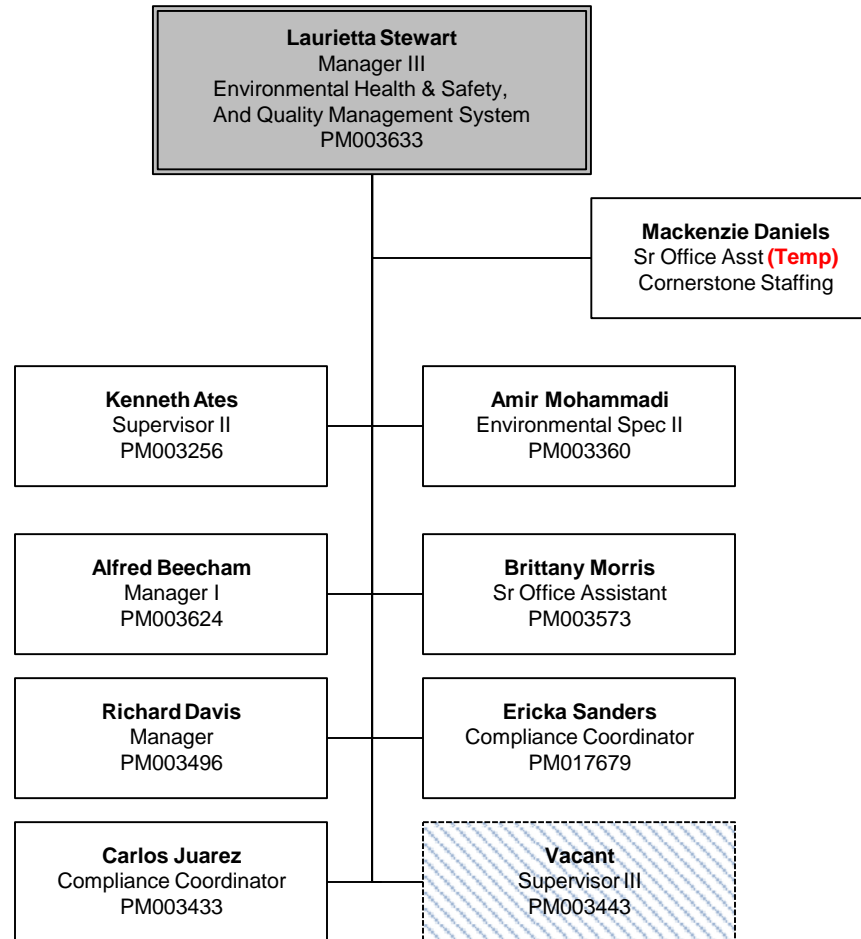 Laurietta Stewart
Manager III
Environmental Health & Safety,
And Quality Management System
PM003633
Mackenzie Daniels
Sr Office Asst (Temp)
Cornerstone Staffing
Kenneth Ates
Supervisor II
PM003256
Amir Mohammadi
Environmental Spec II
PM003360
Alfred Beecham
Manager I
PM003624
Brittany Morris
Sr Office Assistant
PM003573
Richard Davis
Manager
PM003496
Ericka Sanders
Compliance Coordinator
PM017679
Carlos Juarez
Compliance Coordinator
PM003433
Vacant
Supervisor III
PM003443